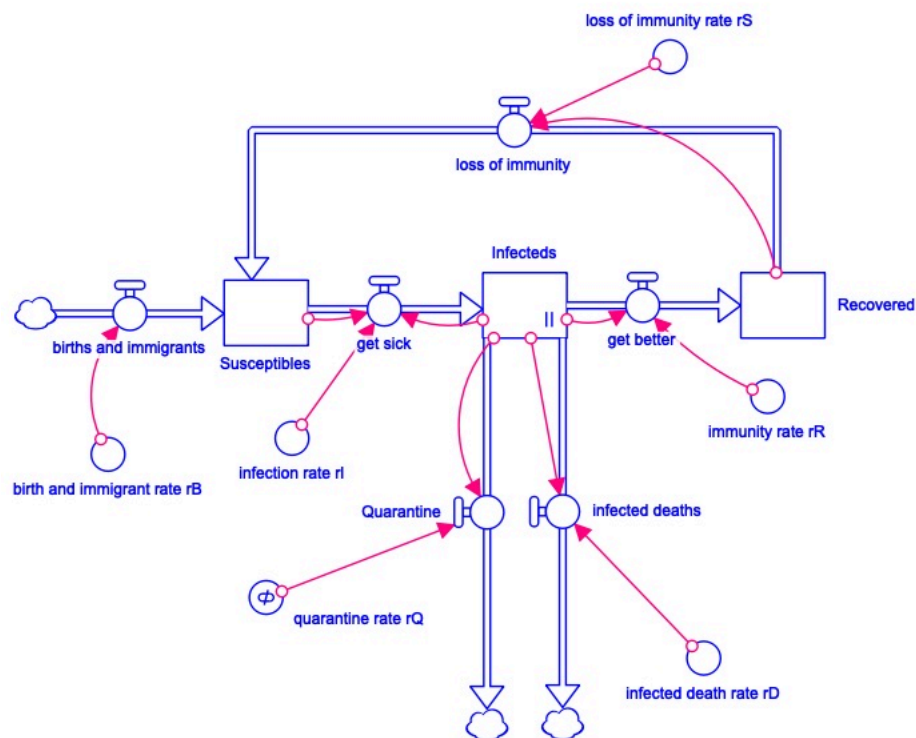 loss of immunity rate rS
loss of immunity
Infecteds
Recovered
births and immigrants
get sick
get better
Susceptibles
immunity rate rR
infection rate rI
birth and immigrant rate rB
Quarantine
infected deaths
quarantine rate rQ
infected death rate rD